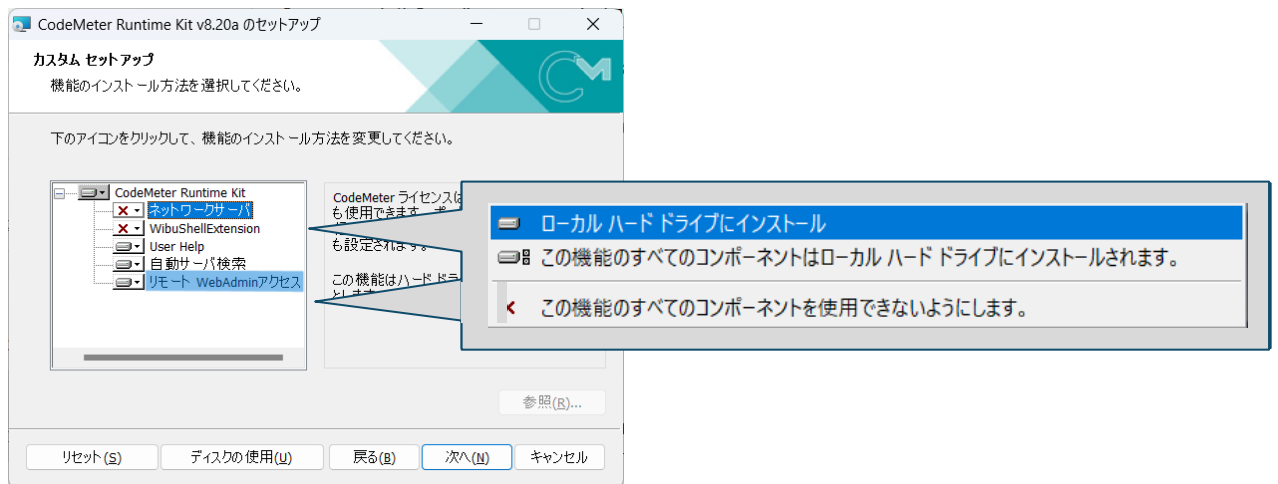 CodeMeter Runtime Kit v8.20a のセットアップ
カスタム セットアップ
機能のインストール方法を選択してください。
下のアイコンをクリックして、機能のインストール方法を変更してください。
CodeMeter Runtime Kit
ネットワークサーバ
WibuShellExtension
User Help
自動サーバ検索
リモート WebAdminアクセス
CodeMeter ライセンスは
も使用できます
も設定されます。
この機能はハード ドラ
とします
ローカル ハード ドライブにインストール
この機能のすべてのコンポーネントはローカル ハード ドライブにインストールされます。
この機能のすべてのコンポーネントを使用できないようにします。
参照(R)...
リセット(S)
ディスクの使用(U)
戻る(B)
次へ(N)
キャンセル